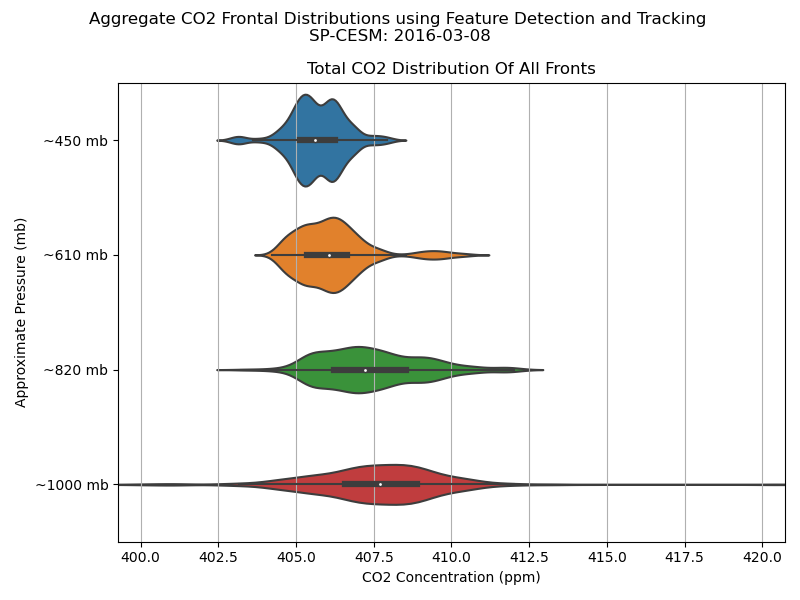 Aggregate CO2 Frontal Distributions using Feature Detection and Tracking
SP-CESM: 2016-03-08
Total CO2 Distribution Of All Fronts
Approximate Pressure (mb)
~450 mb
~610 mb
~820 mb
~1000 mb
400.0 402.5 405.0 407.5 410.0 412.5 415.0 417.5 420.0
CO2 Concentration (ppm)